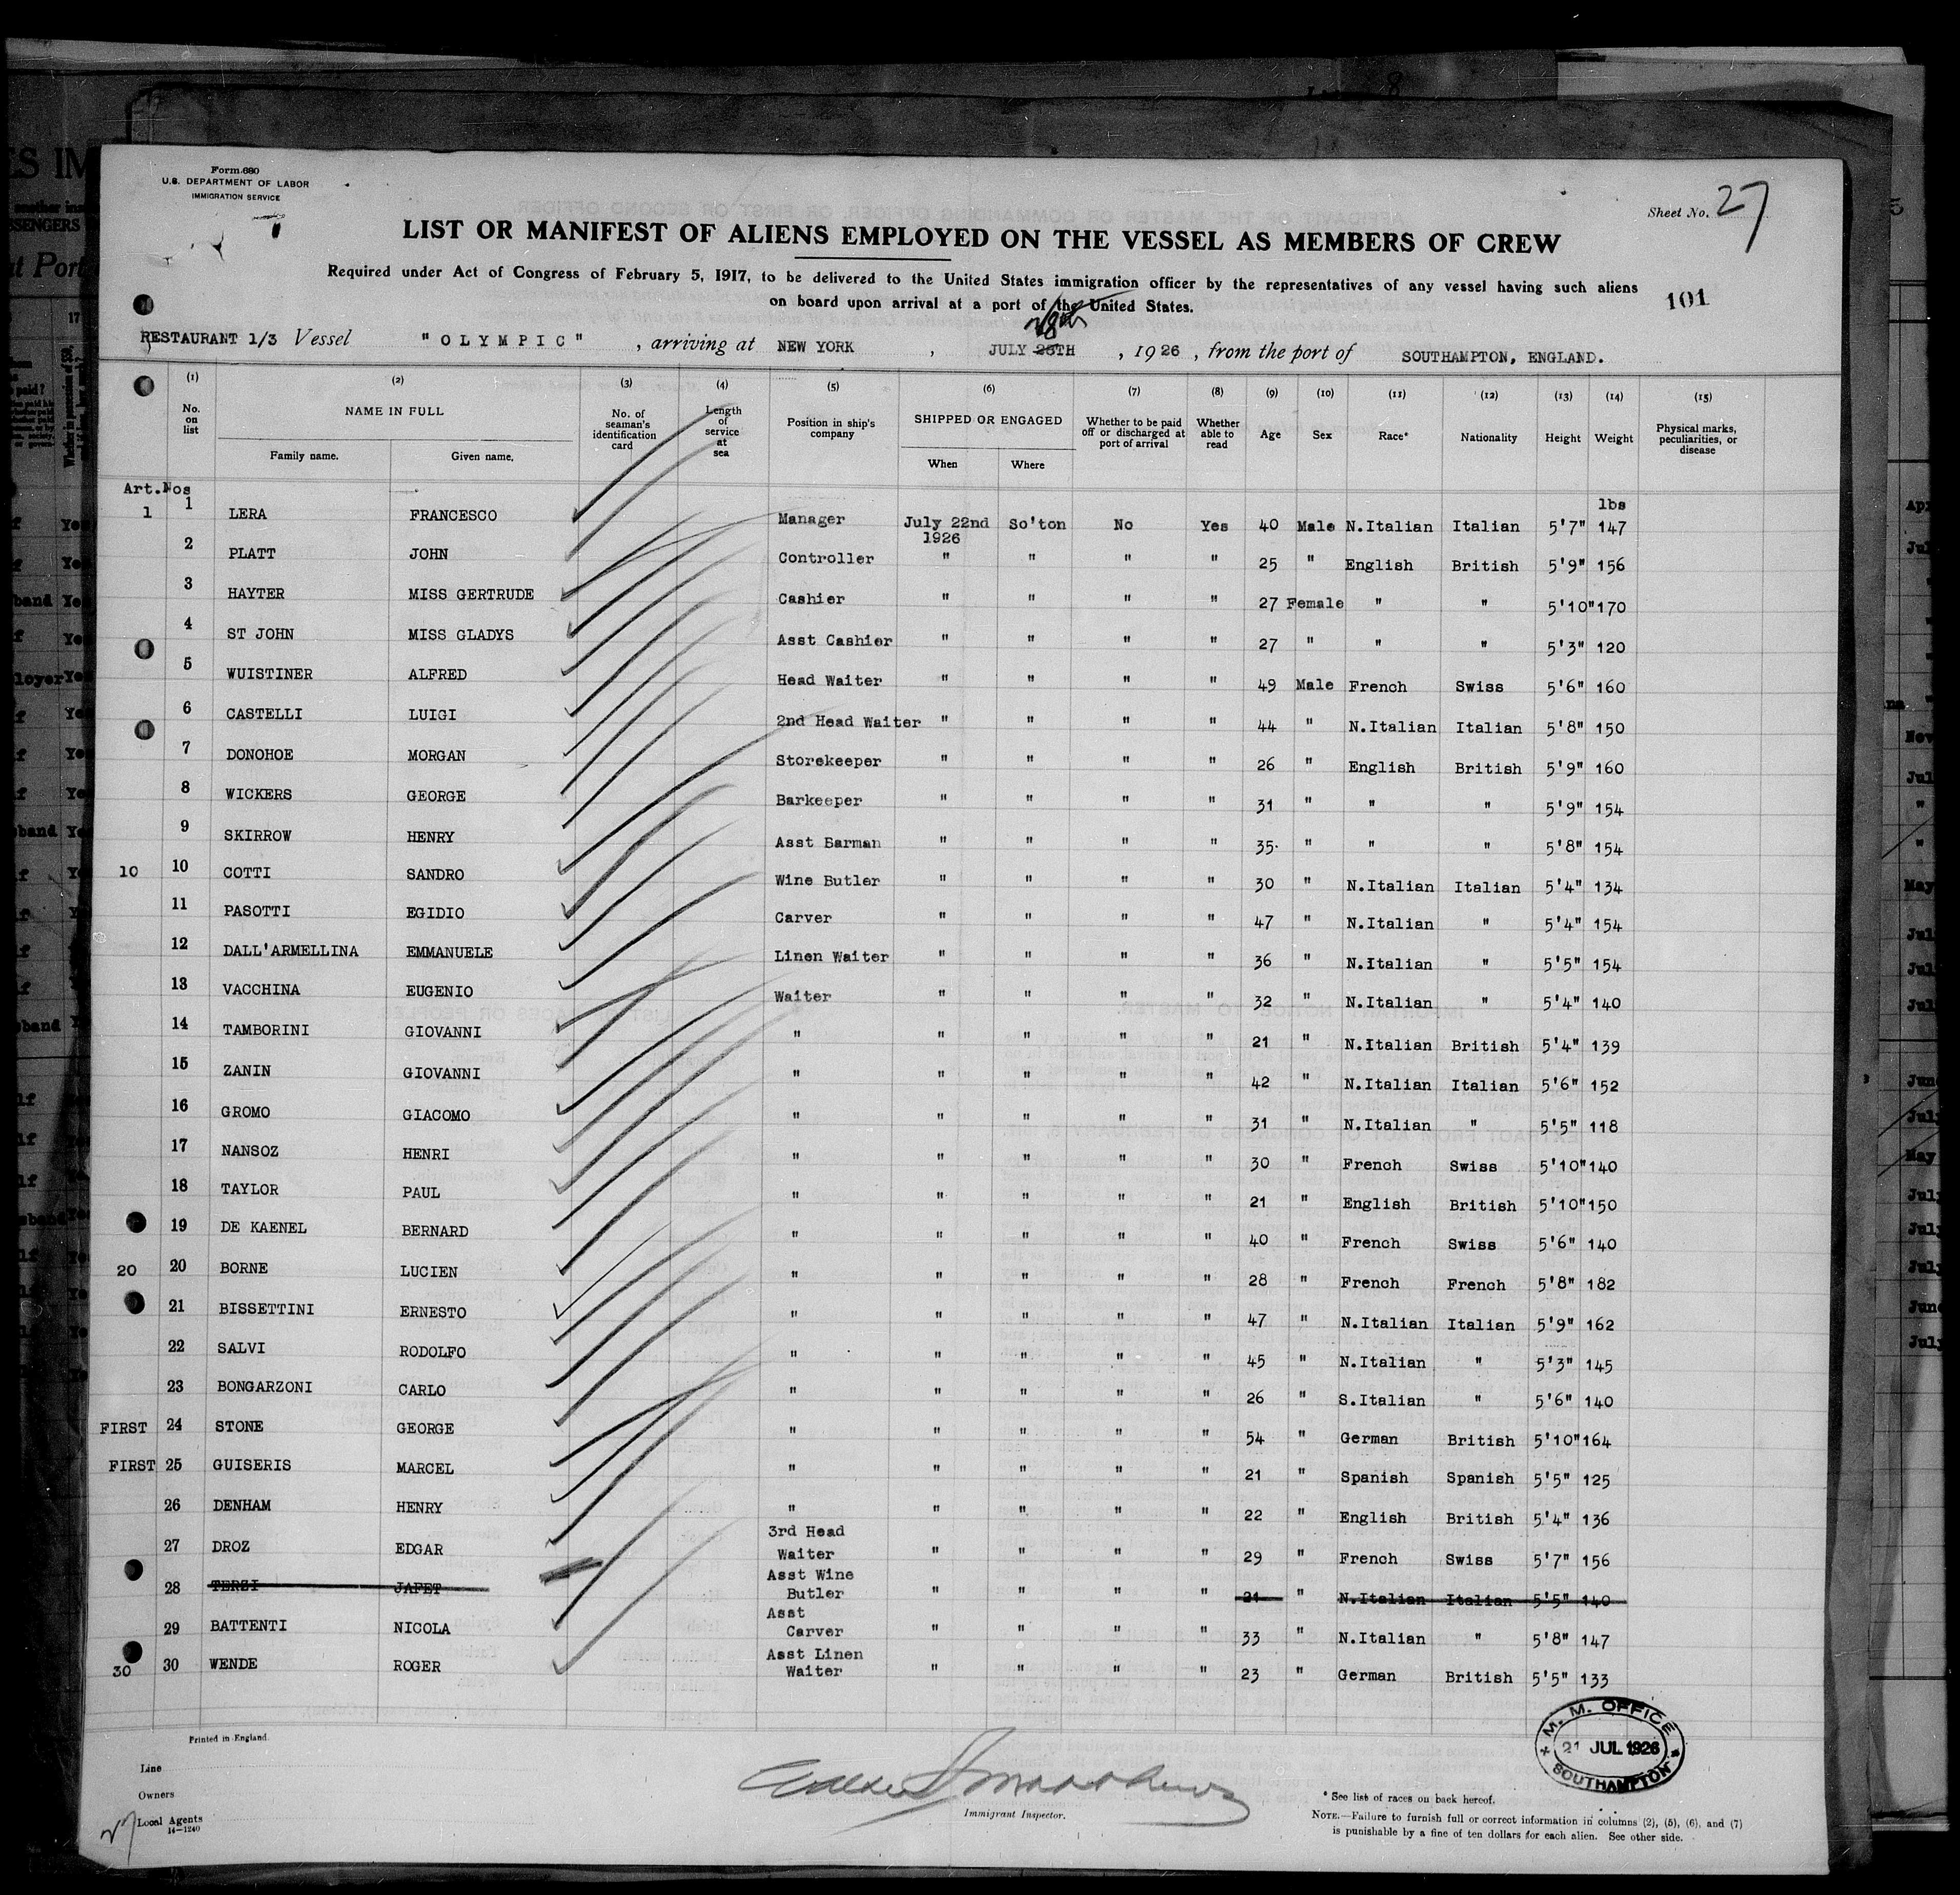 Form 680
U.S. DEPARTMENT OF LABOR
IMMIGRATION SERVICE
Sheet No. 27
LIST OR MANIFEST OF ALIENS EMPLOYED ON THE VESSEL AS MEMBERS OF CREW
Required under Act of Congress of February 5, 1917, to be delivered to the United States immigration officer by the representatives of any vessel having such aliens
on board upon arrival at a port of the United States.
101
28th
RESTAURANT 1/3 Vessel "OLYMPIC", arriving at NEW YORK, JULY 28TH, 1926, from the port of SOUTHAMPTON, ENGLAND.
(1) (2) (3) (4) (5) (6) (7) (8) (9) (10) (11) (12) (13) (14) (15)
No. on list NAME IN FULL Family name. Given name. No. of seaman's identification card Length of service at sea Position in ship's company SHIPPED OR ENGAGED When Where Whether to be paid off or discharged at port of arrival Whether able to read Age Sex Race* Nationality Height Weight Physical marks, peculiarities, or disease
Art.Nos
lbs
1 1 LERA FRANCESCO Manager July 22nd 1926 So'ton No Yes 40 Male N.Italian Italian 5'7" 147
2 PLATT JOHN Controller " " " " 25 " English British 5'9" 156
3 HAYTER MISS GERTRUDE Cashier " " " " 27 Female " " 5'10" 170
4 ST JOHN MISS GLADYS Asst Cashier " " " " 27 " " " 5'3" 120
5 WUISTINER ALFRED Head Waiter " " " " 49 Male French Swiss 5'6" 160
6 CASTELLI LUIGI 2nd Head Waiter " " " " 44 " N.Italian Italian 5'8" 150
7 DONOHOE MORGAN Storekeeper " " " " 26 " English British 5'9" 160
8 WICKERS GEORGE Barkeeper " " " " 31 " " " 5'9" 154
9 SKIRROW HENRY Asst Barman " " " " 35 " " " 5'8" 154
10 10 COTTI SANDRO Wine Butler " " " " 30 " N.Italian Italian 5'4" 134
11 PASOTTI EGIDIO Carver " " " " 47 " N.Italian " 5'4" 154
12 DALL'ARMELLINA EMMANUELE Linen Waiter " " " " 36 " N.Italian " 5'5" 154
13 VACCHINA EUGENIO Waiter " " " " 32 " N.Italian " 5'4" 140
14 TAMBORINI GIOVANNI " " " " " 21 " N.Italian British 5'4" 139
15 ZANIN GIOVANNI " " " " " 42 " N.Italian Italian 5'6" 152
16 GROMO GIACOMO " " " " " 31 " N.Italian " 5'5" 118
17 NANSOZ HENRI " " " " " 30 " French Swiss 5'10" 140
18 TAYLOR PAUL " " " " " 21 " English British 5'10" 150
19 DE KAENEL BERNARD " " " " " 40 " French Swiss 5'6" 140
20 20 BORNE LUCIEN " " " " " 28 " French French 5'8" 182
21 BISSETTINI ERNESTO " " " " " 47 " N.Italian Italian 5'9" 162
22 SALVI RODOLFO " " " " " 45 " N.Italian " 5'3" 145
23 BONGARZONI CARLO " " " " " 26 " S.Italian " 5'6" 140
FIRST 24 STONE GEORGE " " " " " 54 " German British 5'10" 164
FIRST 25 GUISERIS MARCEL " " " " " 21 " Spanish Spanish 5'5" 125
26 DENHAM HENRY " " " " " 22 " English British 5'4" 136
27 DROZ EDGAR 3rd Head Waiter " " " " 29 " French Swiss 5'7" 156
28 TERZI JAFET Asst Wine Butler " " " " 21 " N.Italian Italian 5'5" 140
29 BATTENTI NICOLA Asst Carver " " " " 33 " N.Italian " 5'8" 147
30 30 WENDE ROGER Asst Linen Waiter " " " " 23 " German British 5'5" 133
Printed in England
Line
Owners
Local Agents
14-1240
27
Immigrant Inspector.
M. M. OFFICE
21 JUL 1926
SOUTHAMPTON
* See list of races on back hereof.
NOTE.—Failure to furnish full or correct information in columns (2), (5), (6), and (7)
is punishable by a fine of ten dollars for each alien. See other side.